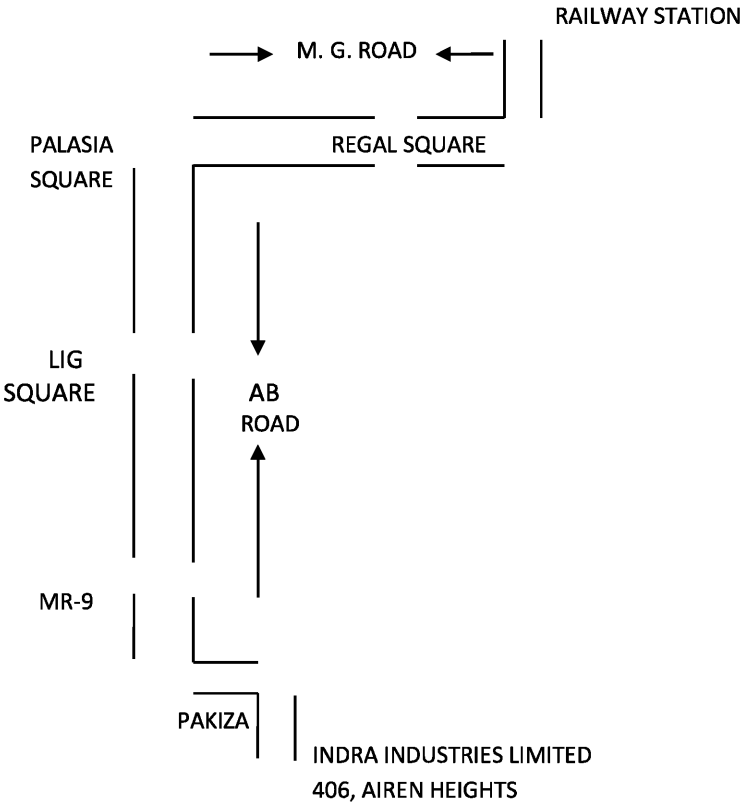 RAILWAY STATION
M. G. ROAD
PALASIA
SQUARE
REGAL SQUARE
LIG
SQUARE
AB
ROAD
MR-9
PAKIZA
INDRA INDUSTRIES LIMITED
406, AIREN HEIGHTS